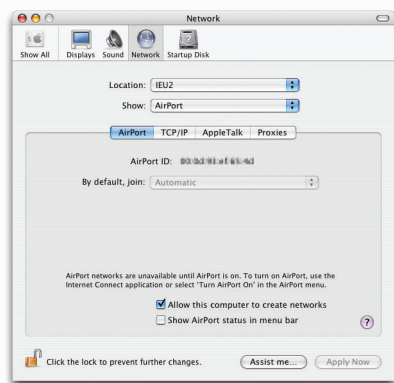 Network
Show All Displays Sound Network Startup Disk
Location: IEU2
Show: AirPort
AirPort TCP/IP AppleTalk Proxies
AirPort ID:
By default, join: Automatic
AirPort networks are unavailable until AirPort is on. To turn on AirPort, use the
Internet Connect application or select 'Turn AirPort On' in the AirPort menu.
Allow this computer to create networks
Show AirPort status in menu bar
?
Click the lock to prevent further changes. Assist me... Apply Now